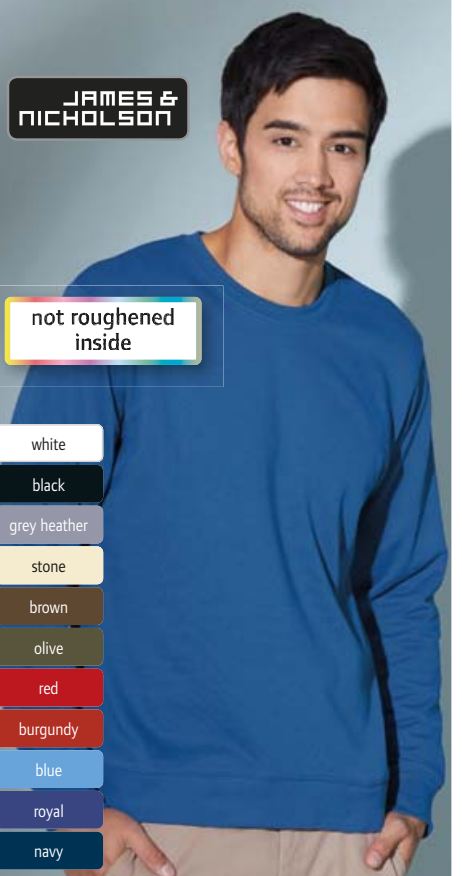 JAMES &
NICHOLSON
not roughened
inside
white
black
grey heather
stone
brown
olive
red
burgundy
blue
royal
navy